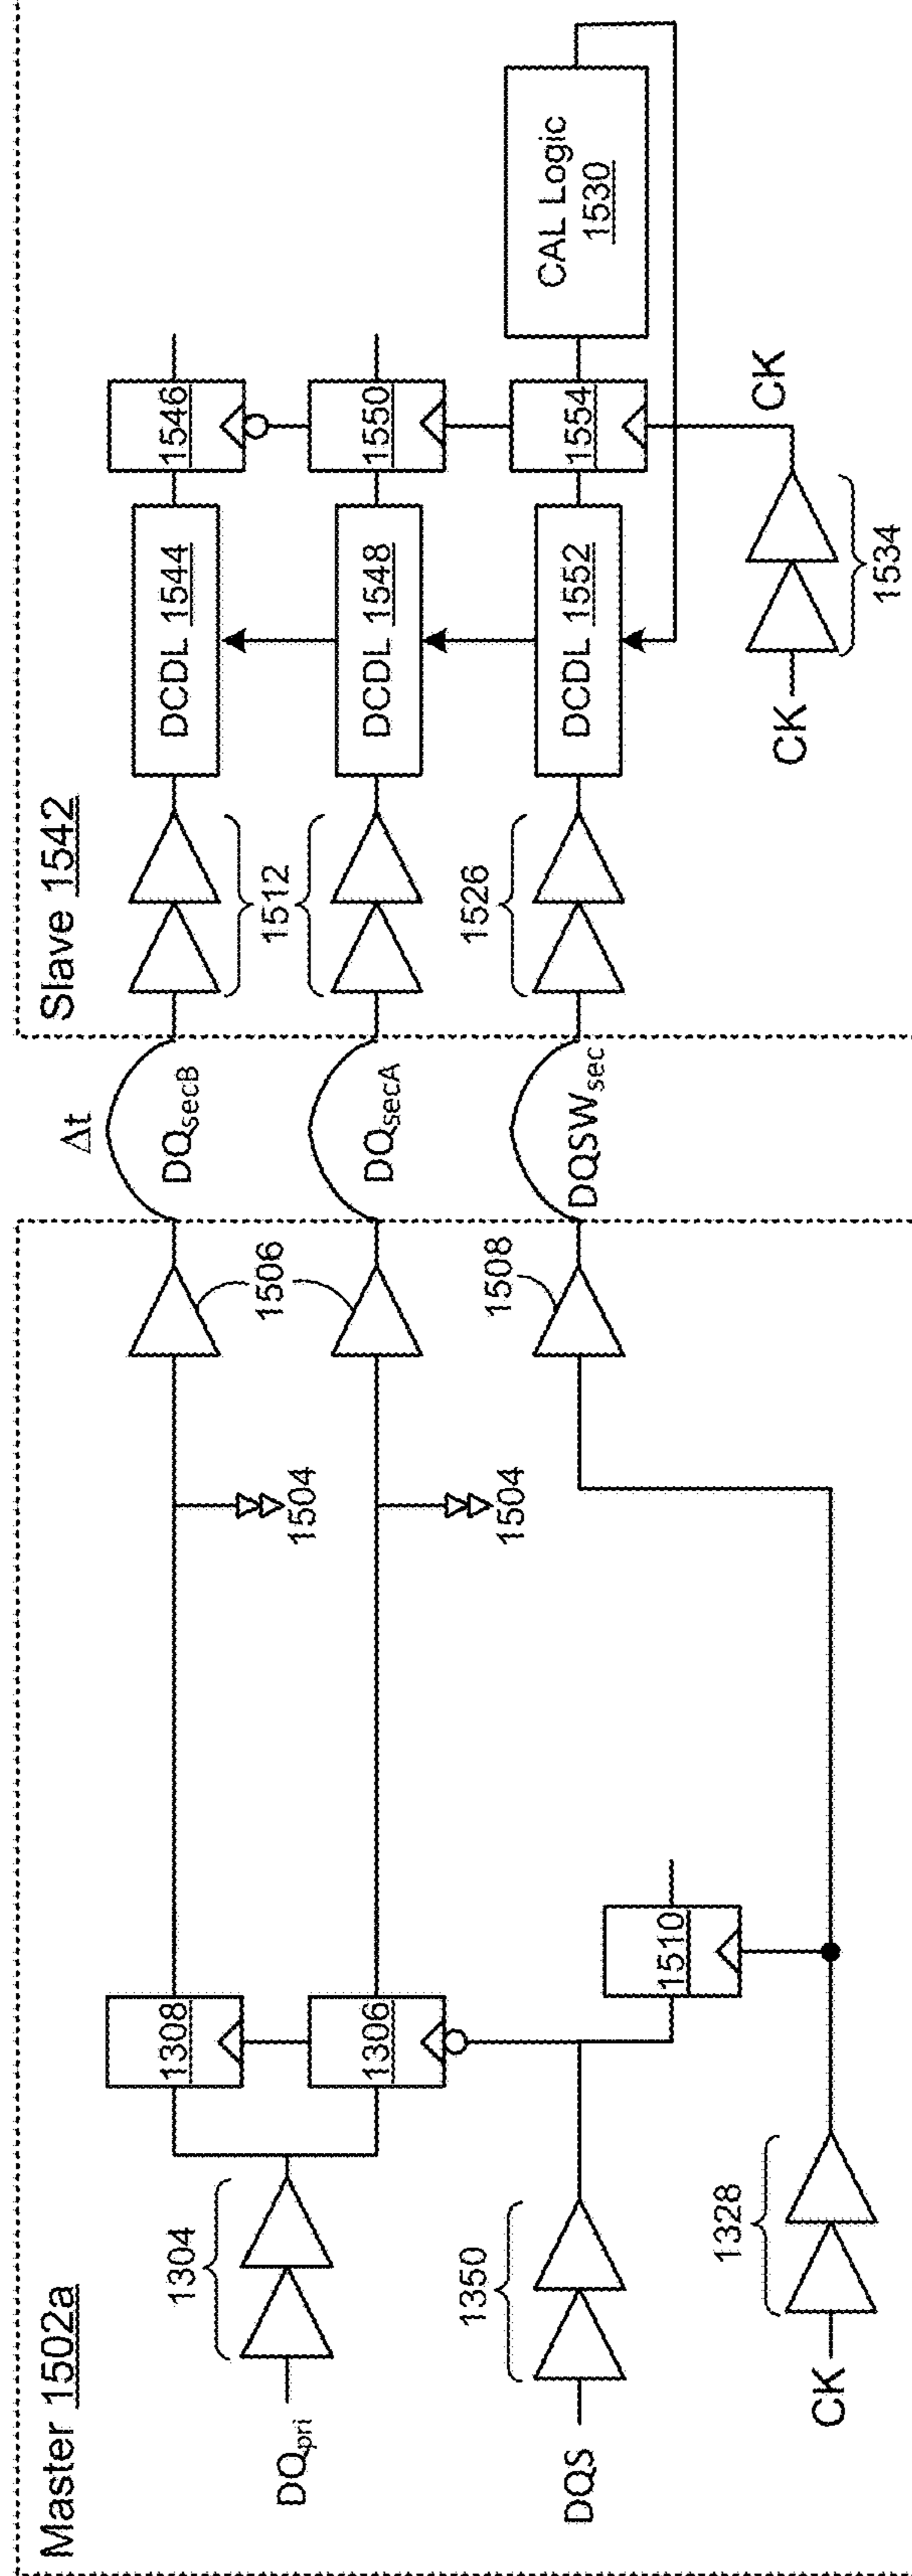 Master 1502a
DQpri
1304
1308
1306
1504
1504
1506
DQS
1350
1510
CK
1328
1508
Δt
DQsecB
DQsecA
DQSWsec
Slave 1542
1512
1526
DCDL 1544
DCDL 1548
DCDL 1552
1546
1550
1554
CAL Logic
1530
CK
1534
CK